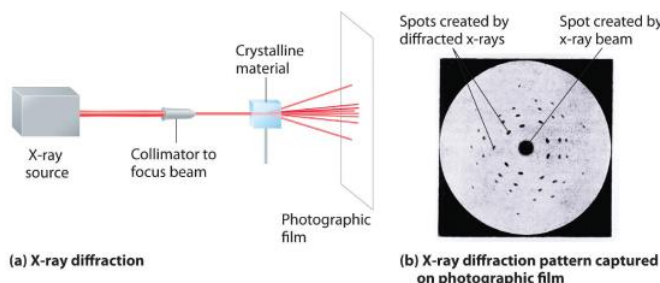 Spots created by
diffracted x-rays
Spot created by
x-ray beam
Crystalline
material
X-ray
source
Collimator to
focus beam
Photographic
film
(a) X-ray diffraction
(b) X-ray diffraction pattern captured
on photographic film